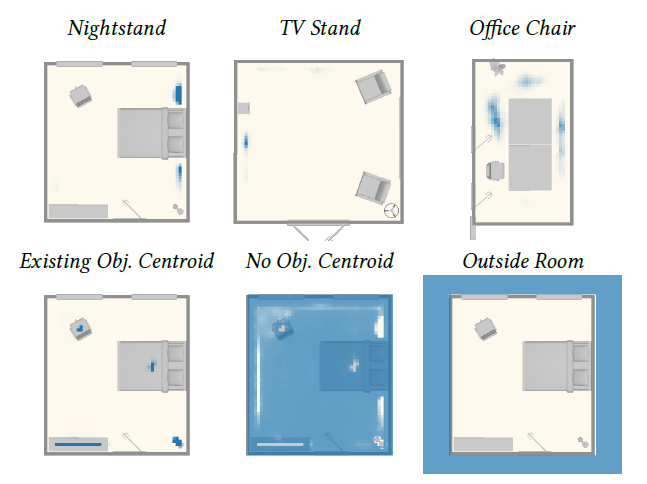 Nightstand
TV Stand
Office Chair
Existing Obj. Centroid
No Obj. Centroid
Outside Room